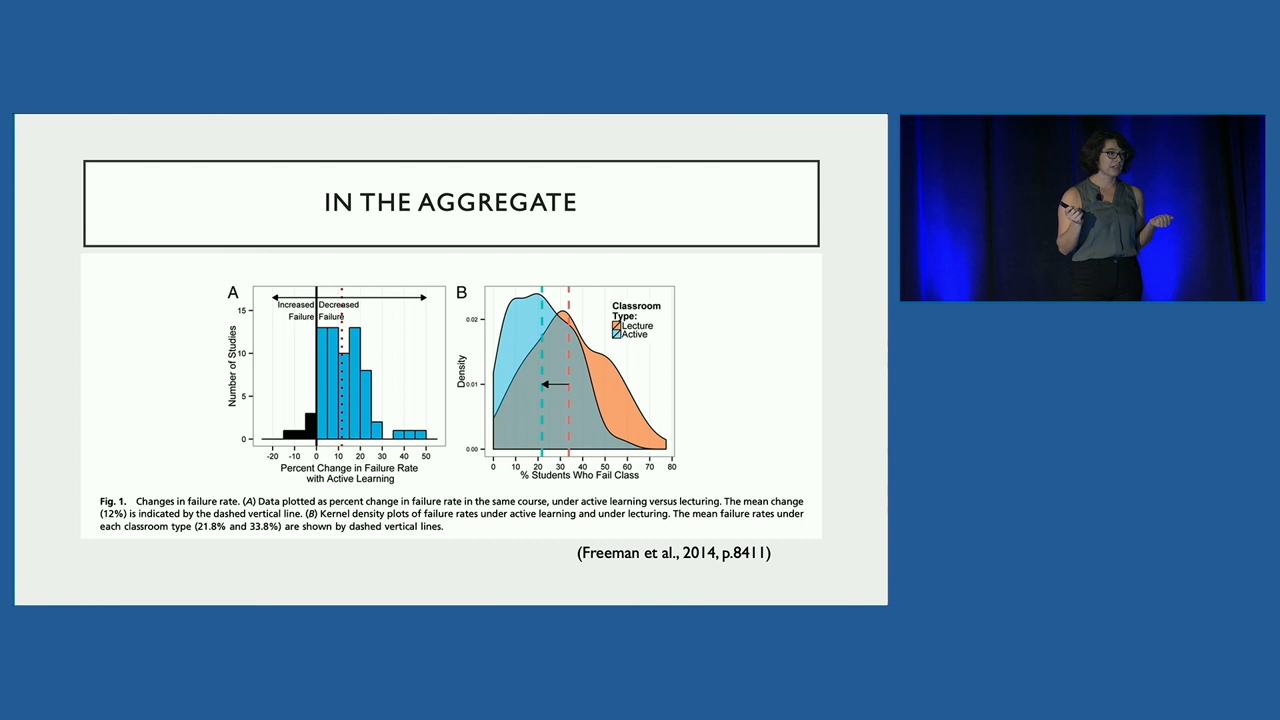 IN THE AGGREGATE
A
Increased Decreased
Failure Failure
15
10
5
0
Number of Studies
-20 -10 0 10 20 30 40 50
Percent Change in Failure Rate
with Active Learning
B
Classroom
Type:
Lecture
Active
0.02
0.01
0.00
Density
0 10 20 30 40 50 60 70 80
% Students Who Fail Class
Fig. 1. Changes in failure rate. (A) Data plotted as percent change in failure rate in the same course, under active learning versus lecturing. The mean change
(12%) is indicated by the dashed vertical line. (B) Kernel density plots of failure rates under active learning and under lecturing. The mean failure rates under
each classroom type (21.8% and 33.8%) are shown by dashed vertical lines.
(Freeman et al., 2014, p.8411)